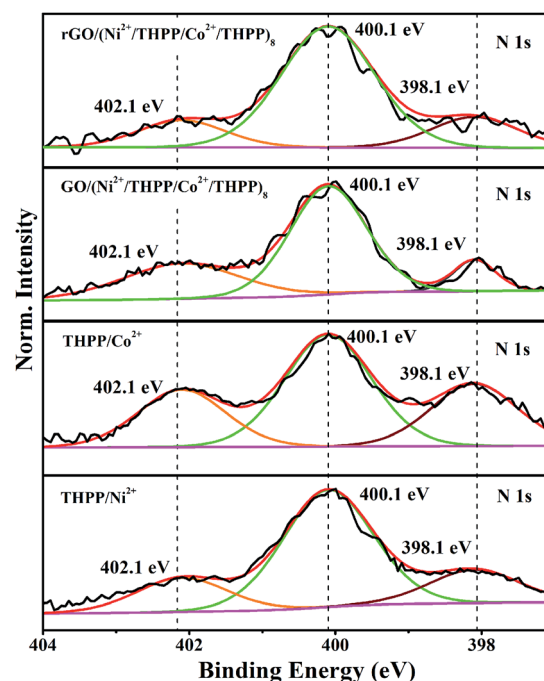 Norm. Intensity
rGO/(Ni²⁺/THPP/Co²⁺/THPP)₈
400.1 eV
N 1s
402.1 eV
398.1 eV
GO/(Ni²⁺/THPP/Co²⁺/THPP)₈
400.1 eV
N 1s
402.1 eV
398.1 eV
THPP/Co²⁺
400.1 eV
N 1s
402.1 eV
398.1 eV
THPP/Ni²⁺
400.1 eV
N 1s
402.1 eV
398.1 eV
404 402 400 398
Binding Energy (eV)